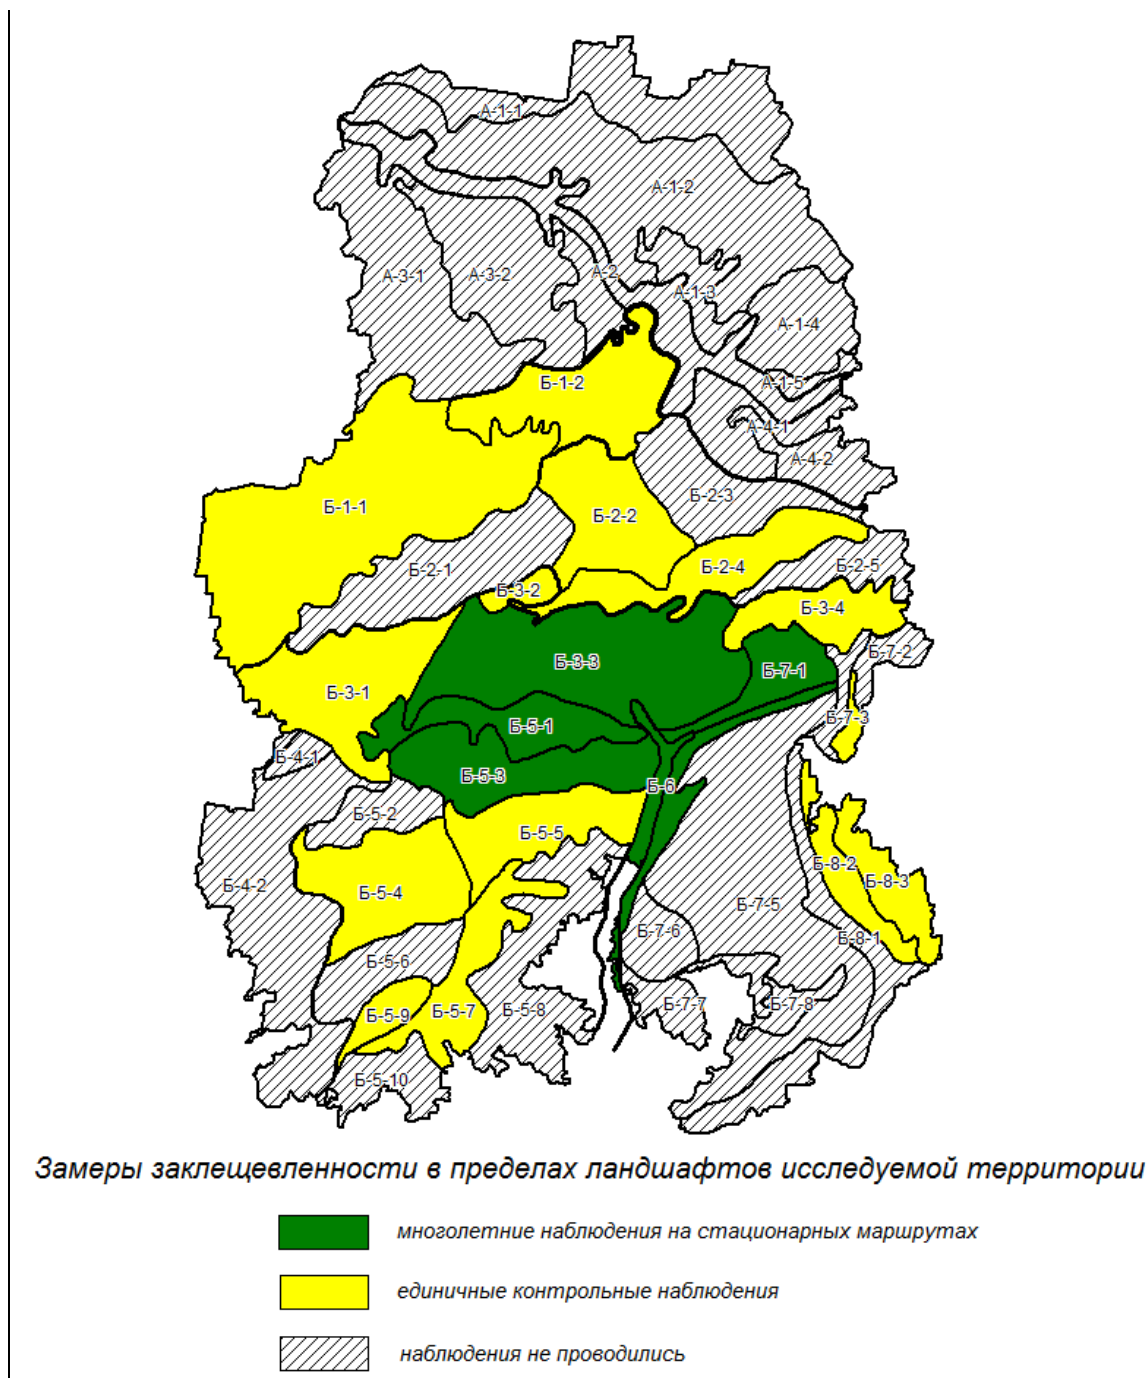 А-1-1
А-1-2
А-3-1
А-3-2
А-2
А-1-3
А-1-4
А-1-5
Б-1-2
А-4-1
А-4-2
Б-2-3
Б-1-1
Б-2-2
Б-2-1
Б-2-4
Б-2-5
Б-3-2
Б-3-4
Б-7-2
Б-3-3
Б-7-1
Б-3-1
Б-7-3
Б-5-1
Б-4-1
Б-5-3
Б-6
Б-5-2
Б-5-5
Б-8-2
Б-4-2
Б-5-4
Б-8-3
Б-7-5
Б-7-6
Б-8-1
Б-5-6
Б-5-9
Б-5-7
Б-5-8
Б-7-7
Б-7-8
Б-5-10
Замеры заклещевленности в пределах ландшафтов исследуемой территории
многолетние наблюдения на стационарных маршрутах
единичные контрольные наблюдения
наблюдения не проводились